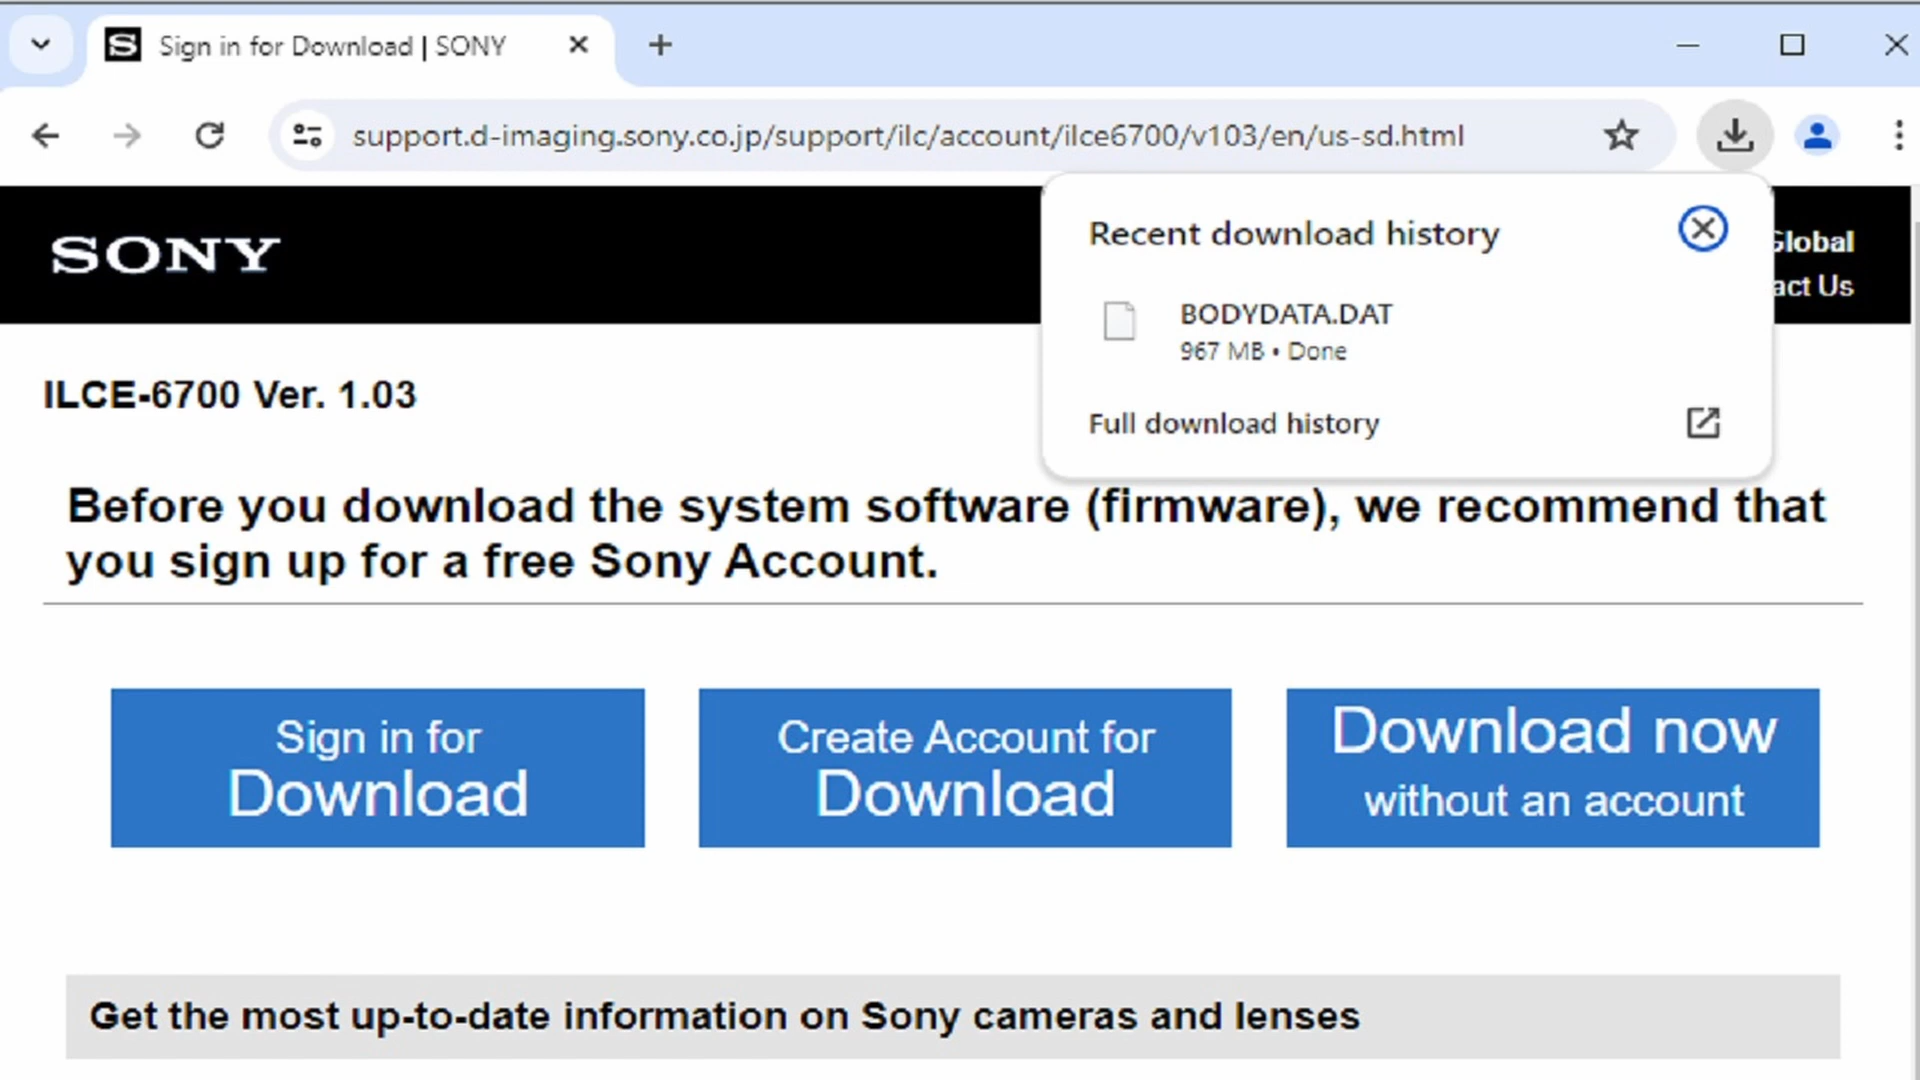 Sign in for Download | SONY
support.d-imaging.sony.co.jp/support/ilc/account/ilce6700/v103/en/us-sd.html
SONY
Recent download history
BODYDATA.DAT
967 MB • Done
Full download history
Global
act Us
ILCE-6700 Ver. 1.03
Before you download the system software (firmware), we recommend that
you sign up for a free Sony Account.
Sign in for
Download
Create Account for
Download
Download now
without an account
Get the most up-to-date information on Sony cameras and lenses